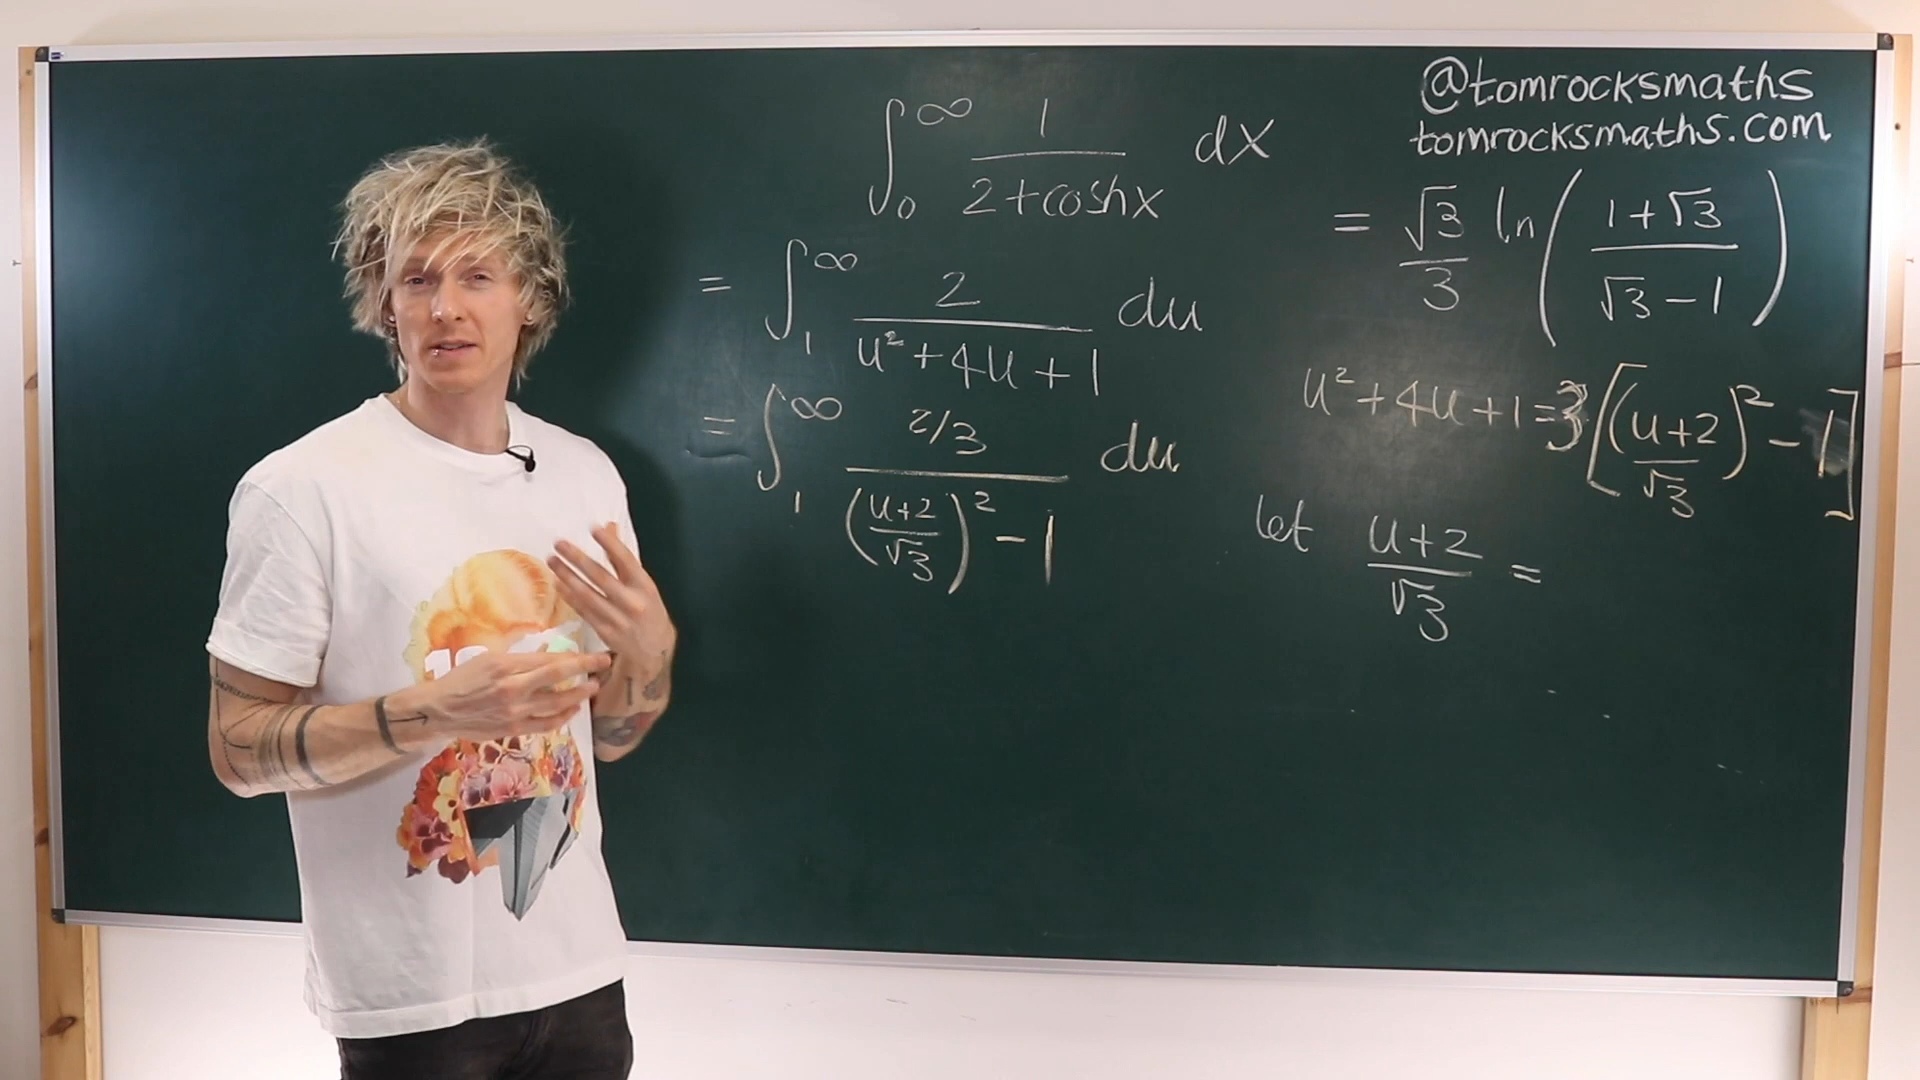 ∫₀^∞ 1/(2+coshx) dx
= ∫₁^∞ 2/(u²+4u+1) du
= ∫₁^∞ (2/3)/(((u+2)/√3)²-1) du
@tomrocksmaths
tomrocksmaths.com
= √3/3 ln((1+√3)/(√3-1))
u²+4u+1=3[((u+2)/√3)²-1]
let (u+2)/√3 =